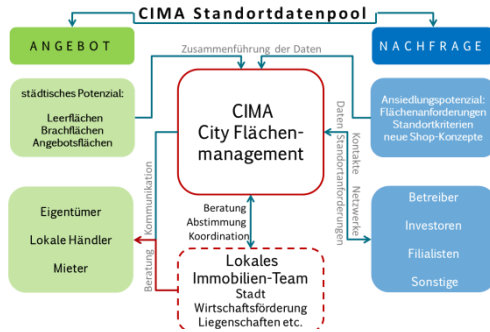 CIMA Standortdatenpool
ANGEBOT
NACHFRAGE
Zusammenführung der Daten
städtisches Potenzial:
Leerflächen
Brachflächen
Angebotsflächen
CIMA
City Flächen-
management
Ansiedlungspotenzial:
Flächenanforderungen
Standortkriterien
neue Shop-Konzepte
Kontakte Netzwerke
Daten Standortanforderungen
Beratung Kommunikation
Eigentümer
Lokale Händler
Mieter
Beratung
Abstimmung
Koordination
Betreiber
Investoren
Filialisten
Sonstige
Lokales
Immobilien-Team
Stadt
Wirtschaftsförderung
Liegenschaften etc.